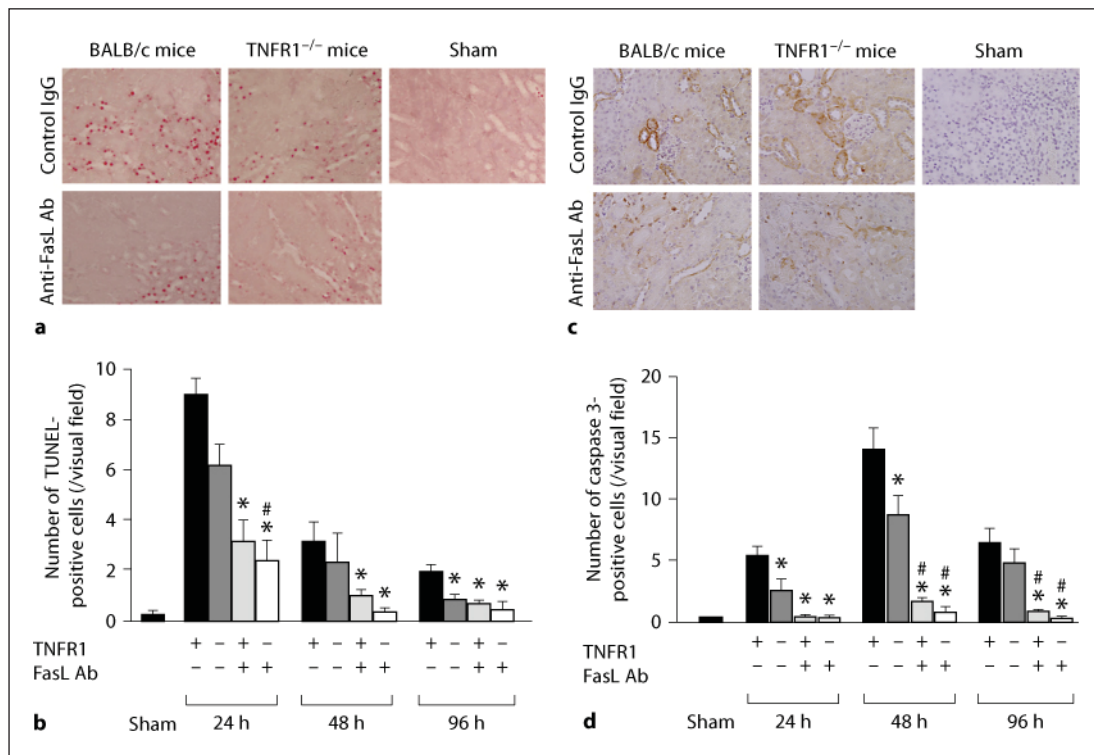 BALB/c mice TNFR1−/− mice Sham
Control IgG
Anti-FasL Ab
a
BALB/c mice TNFR1−/− mice Sham
Control IgG
Anti-FasL Ab
c
Number of TUNEL-
positive cells (/visual field)
10
8
6
4
2
0
*
#
*
*
*
*
*
*
TNFR1 + − + − + − + − + − + −
FasL Ab − − + + − − + + − − + +
b Sham 24 h 48 h 96 h
Number of caspase 3-
positive cells (/visual field)
20
15
10
5
0
*
*
*
*
#
*
#
*
#
*
#
*
TNFR1 + − + − + − + − + − + −
FasL Ab − − + + − − + + − − + +
d Sham 24 h 48 h 96 h